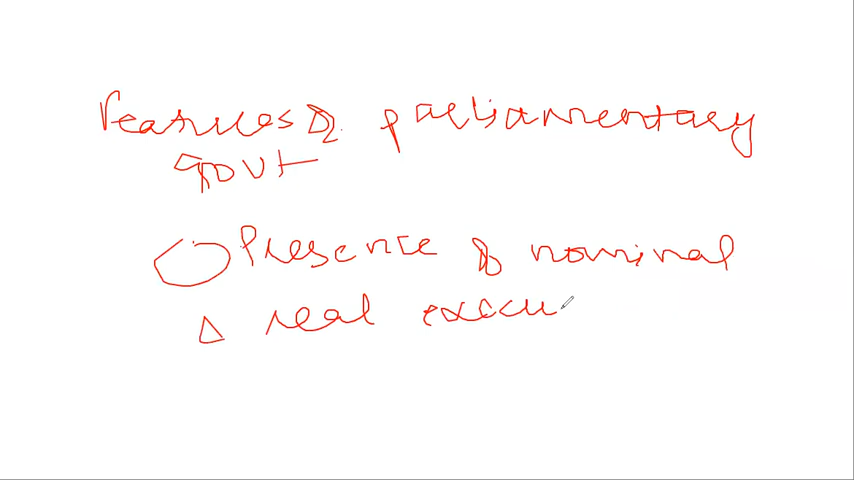 Features of parliamentary
govt
Presence of nominal
& real execu